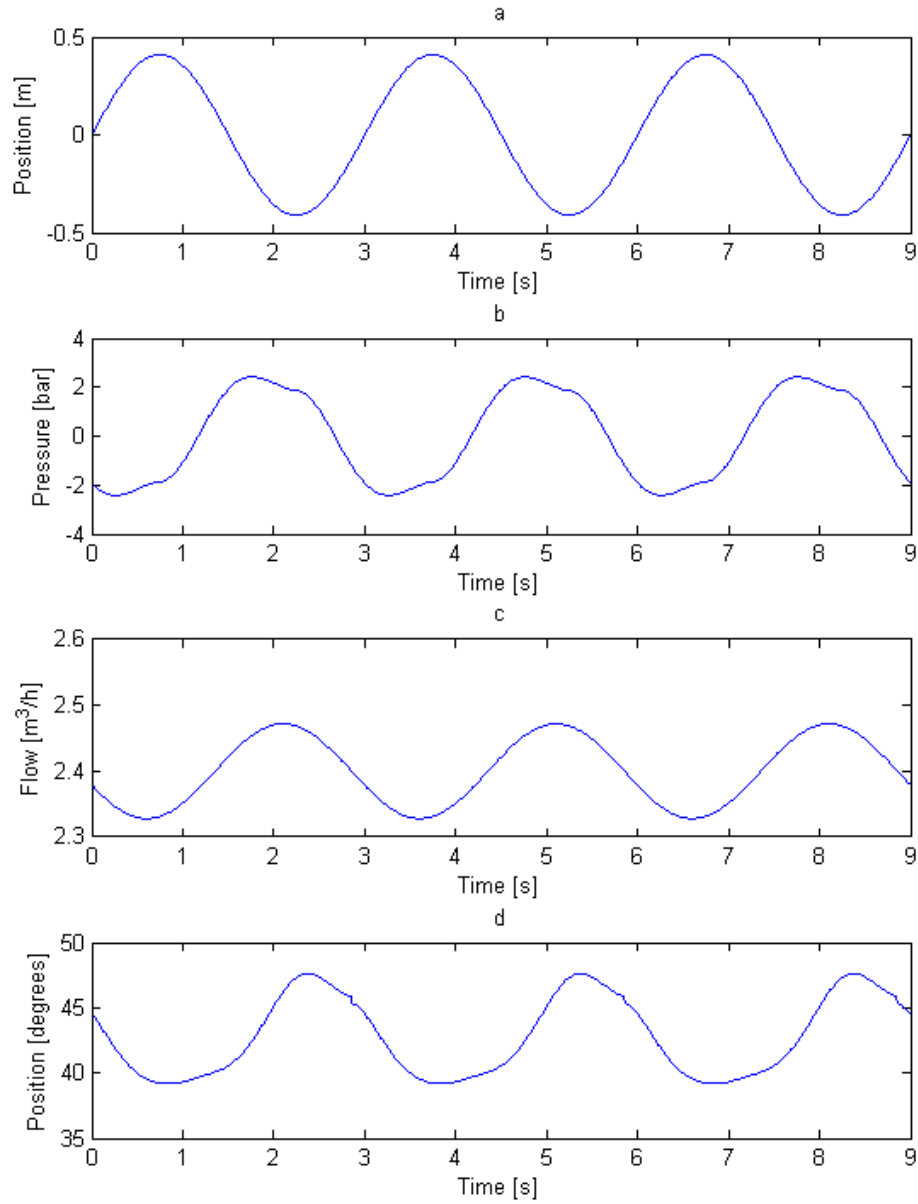 a
0.5
0
-0.5
Position [m]
0 1 2 3 4 5 6 7 8 9
Time [s]
b
4
2
0
-2
-4
Pressure [bar]
0 1 2 3 4 5 6 7 8 9
Time [s]
c
2.6
2.5
2.4
2.3
Flow [m³/h]
0 1 2 3 4 5 6 7 8 9
Time [s]
d
50
45
40
35
Position [degrees]
0 1 2 3 4 5 6 7 8 9
Time [s]